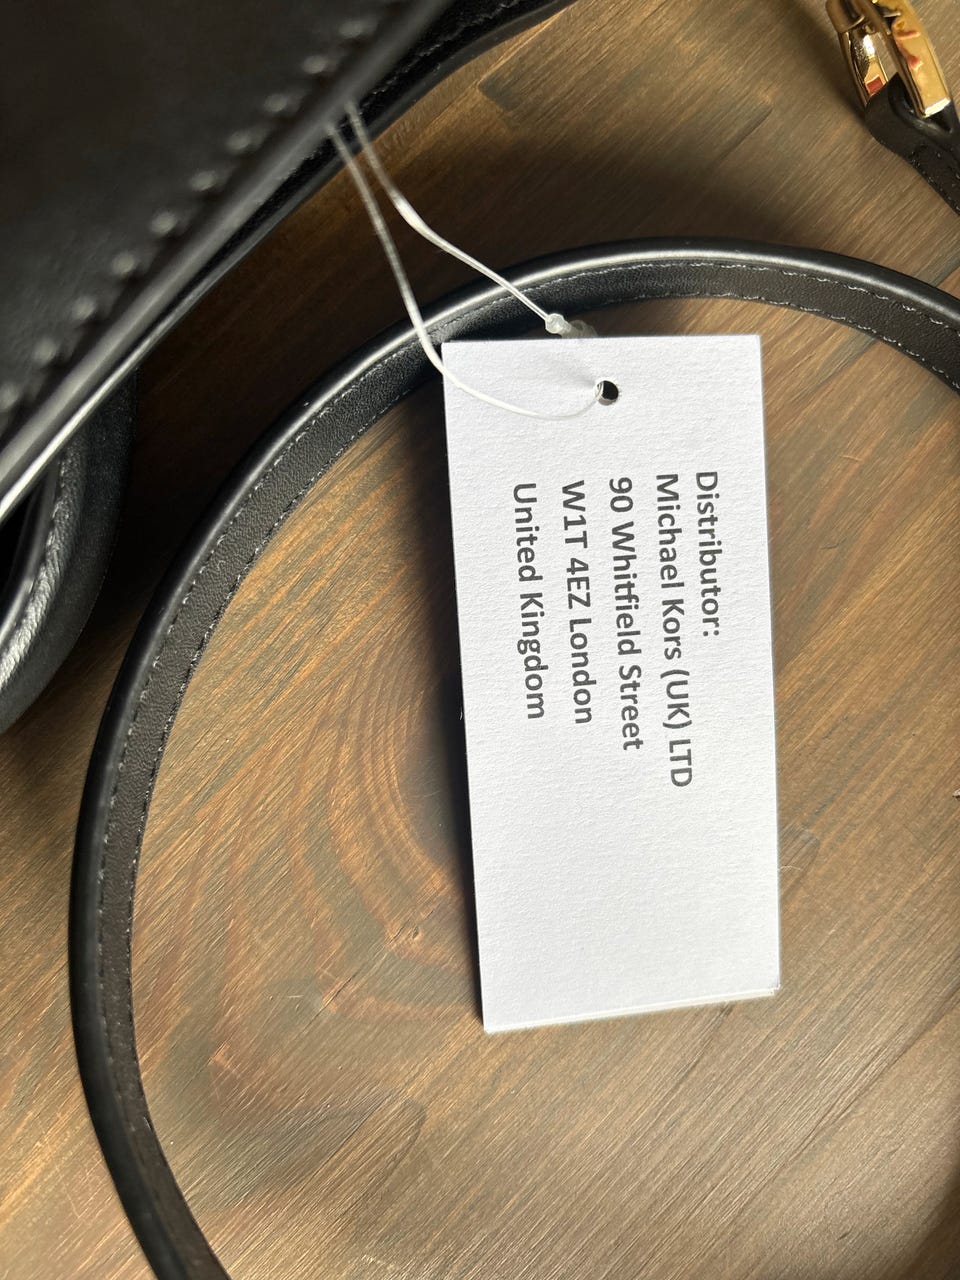 Distributor:
Michael Kors (UK) LTD
90 Whitfield Street
W1T 4EZ London
United Kingdom